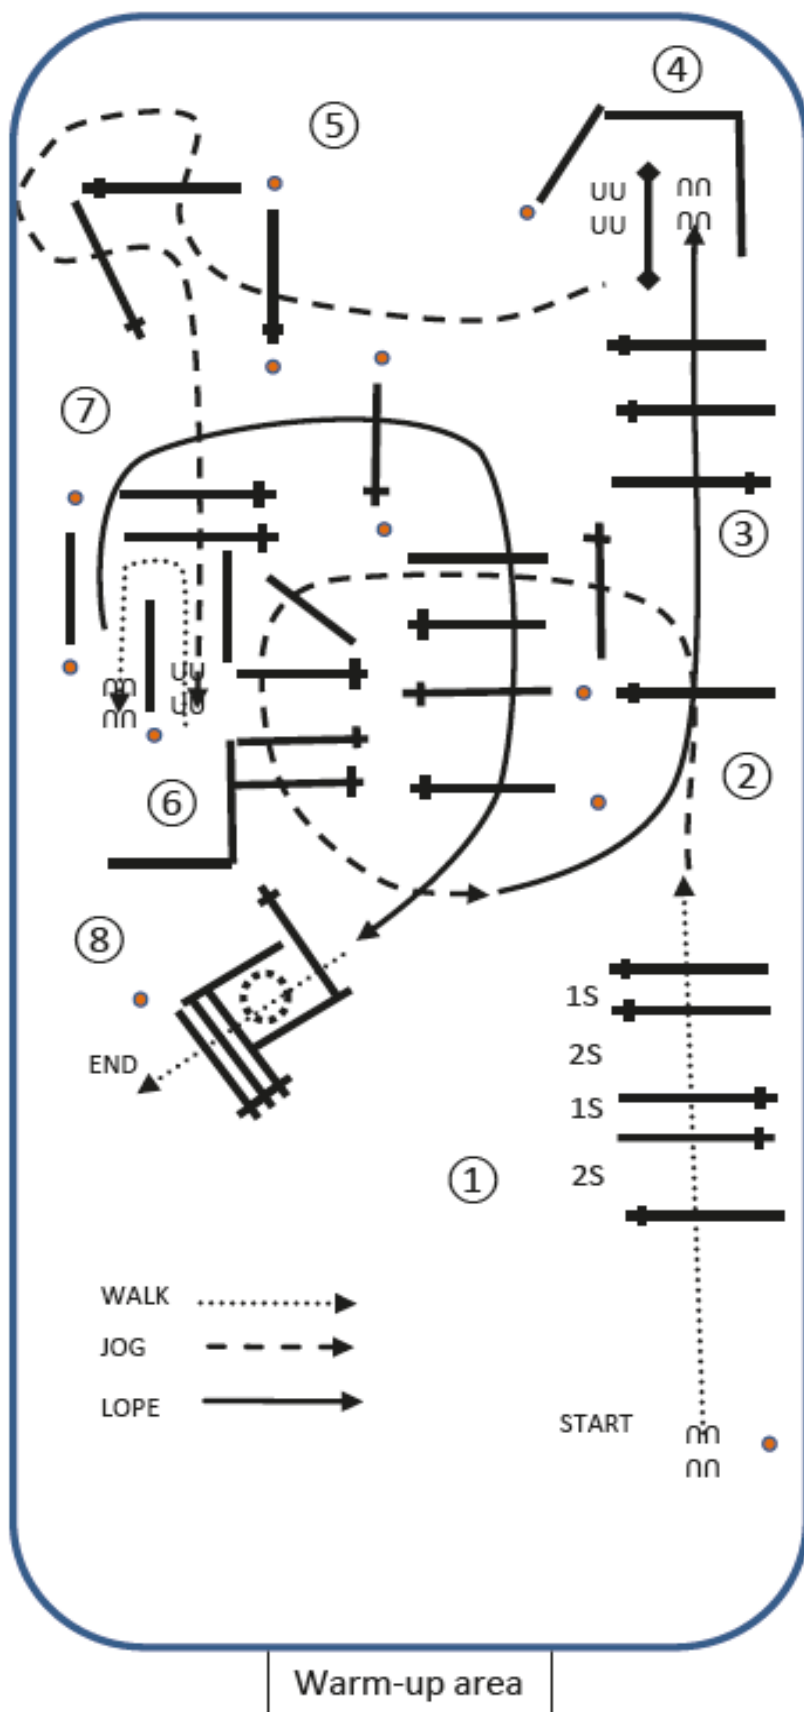 ④
⑤
⑦
③
②
⑥
⑧
1S
2S
END
1S
①
2S
WALK
JOG
LOPE
START
Warm-up area